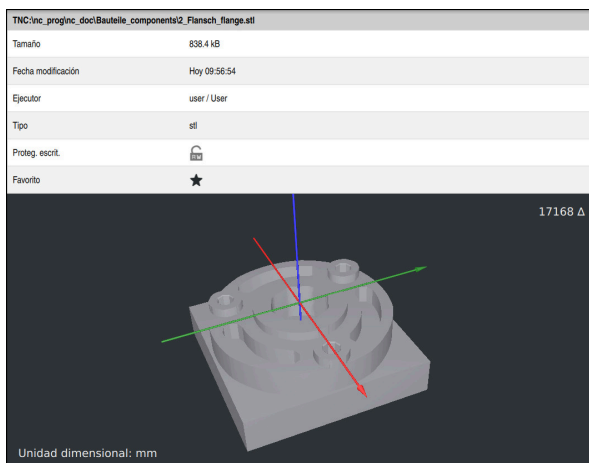 TNC:\nc_prog\nc_doc\Bauteile_components\2_Flansch_flange.stl
Tamaño 838.4 kB
Fecha modificación Hoy 09:56:54
Ejecutor user / User
Tipo stl
Proteg. escrit. RW
Favorito
17168 Δ
Unidad dimensional: mm